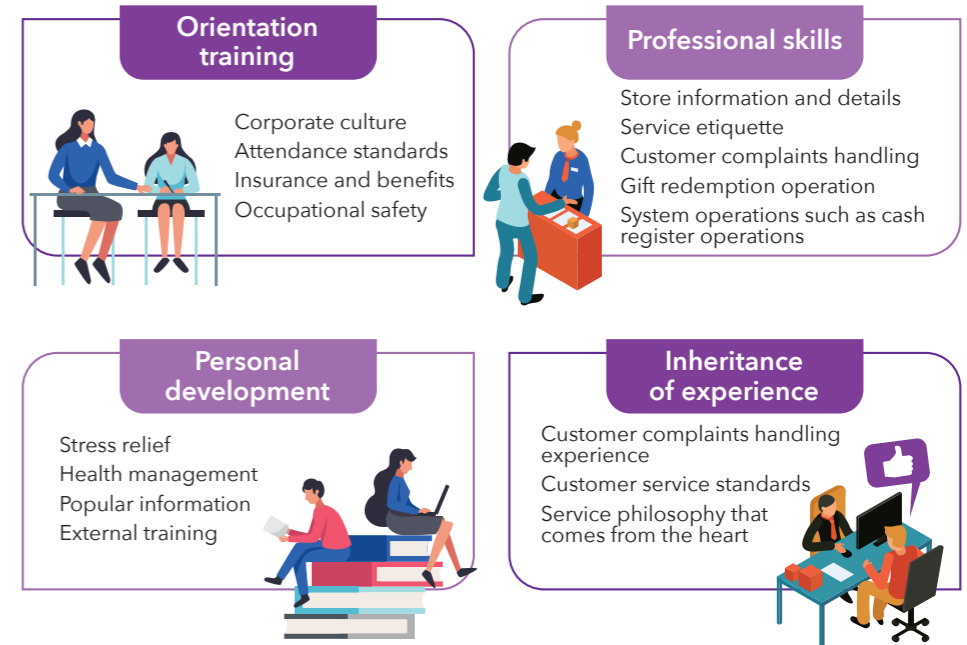 Orientation
training
Corporate culture
Attendance standards
Insurance and benefits
Occupational safety
Professional skills
Store information and details
Service etiquette
Customer complaints handling
Gift redemption operation
System operations such as cash
register operations
Personal
development
Stress relief
Health management
Popular information
External training
Inheritance
of experience
Customer complaints handling
experience
Customer service standards
Service philosophy that
comes from the heart